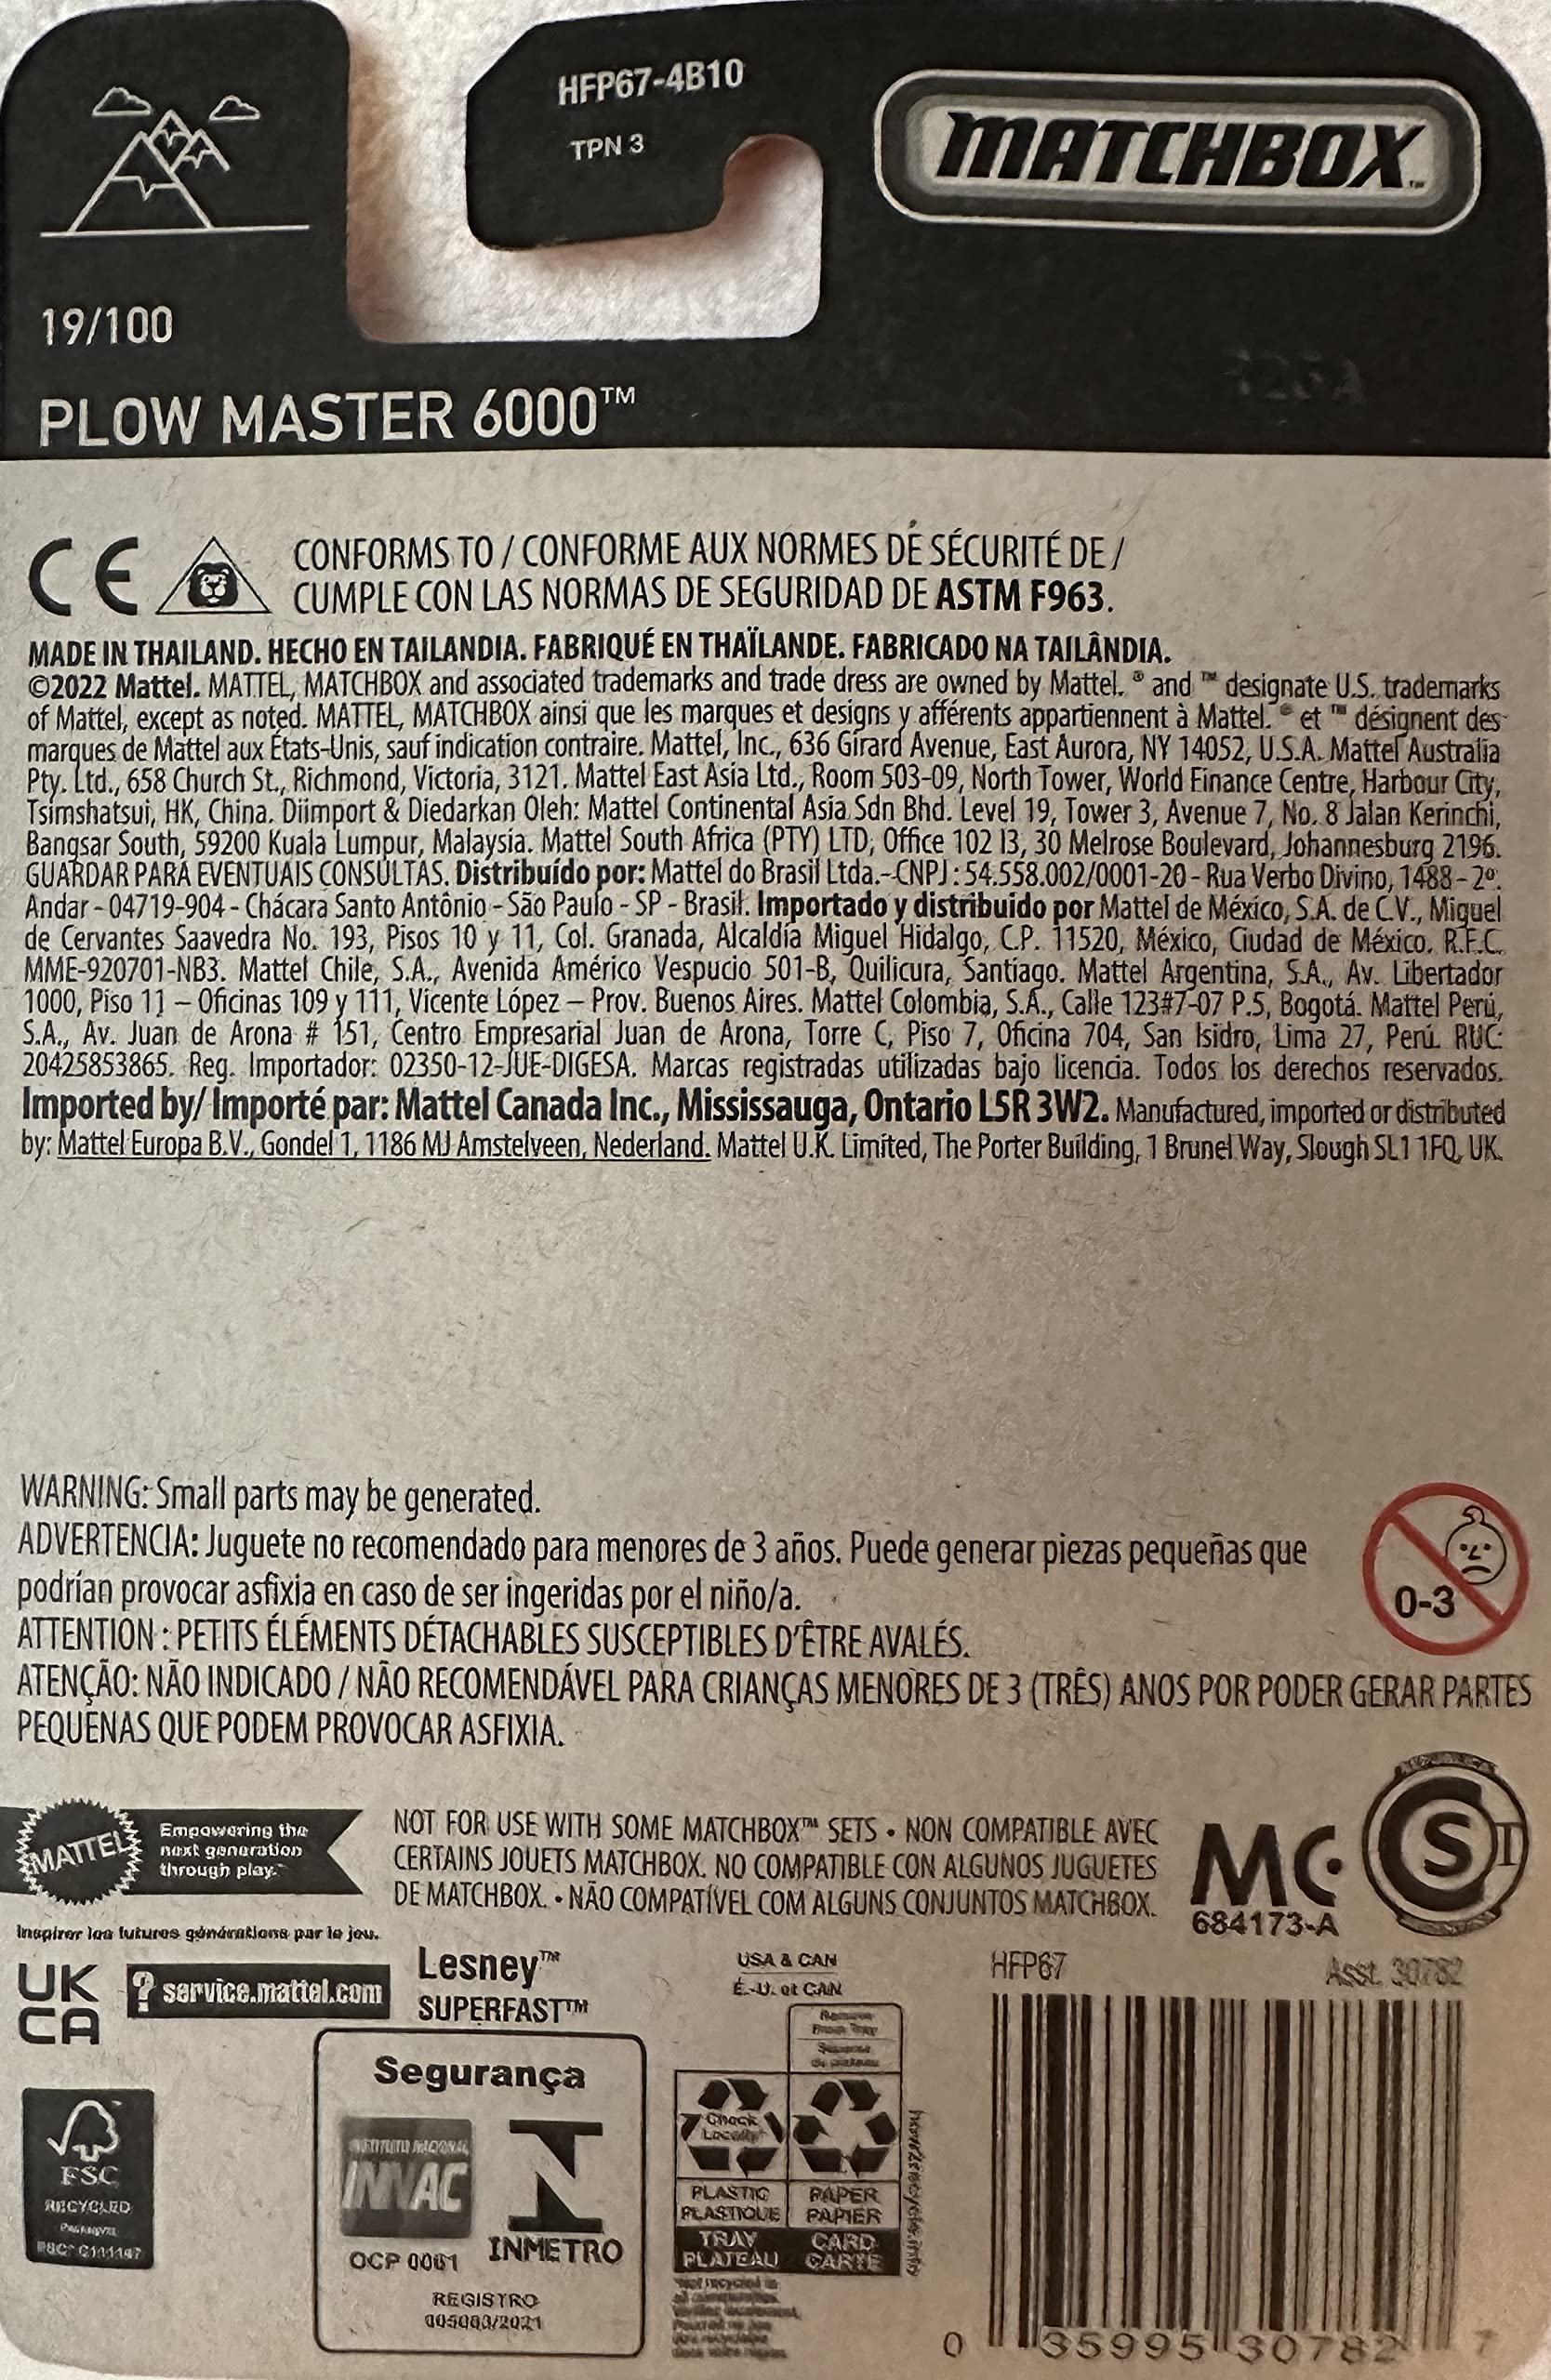 HFP67-4B10
TPN 3
MATCHBOX™
19/100
PLOW MASTER 6000™
CE
CONFORMS TO / CONFORME AUX NORMES DE SÉCURITÉ DE /
CUMPLE CON LAS NORMAS DE SEGURIDAD DE ASTM F963.
MADE IN THAILAND. HECHO EN TAILANDIA. FABRIQUÉ EN THAÏLANDE. FABRICADO NA TAILÂNDIA.
©2022 Mattel. MATTEL, MATCHBOX and associated trademarks and trade dress are owned by Mattel. ® and ™ designate U.S. trademarks
of Mattel, except as noted. MATTEL, MATCHBOX ainsi que les marques et designs y afférents appartiennent à Mattel. ® et ™ désignent des
marques de Mattel aux États-Unis, sauf indication contraire. Mattel, Inc., 636 Girard Avenue, East Aurora, NY 14052, U.S.A. Mattel Australia
Pty. Ltd., 658 Church St., Richmond, Victoria, 3121. Mattel East Asia Ltd., Room 503-09, North Tower, World Finance Centre, Harbour City,
Tsimshatsui, HK, China. Diimport & Diedarkan Oleh: Mattel Continental Asia Sdn Bhd. Level 19, Tower 3, Avenue 7, No. 8 Jalan Kerinchi,
Bangsar South, 59200 Kuala Lumpur, Malaysia. Mattel South Africa (PTY) LTD, Office 102 I3, 30 Melrose Boulevard, Johannesburg 2196.
GUARDAR PARA EVENTUAIS CONSULTAS. Distribuído por: Mattel do Brasil Ltda.-CNPJ : 54.558.002/0001-20 - Rua Verbo Divino, 1488 - 2º.
Andar - 04719-904 - Chácara Santo Antônio - São Paulo - SP - Brasil. Importado y distribuido por Mattel de México, S.A. de C.V., Miguel
de Cervantes Saavedra No. 193, Pisos 10 y 11, Col. Granada, Alcaldía Miguel Hidalgo, C.P. 11520, México, Ciudad de México. R.F.C.
MME-920701-NB3. Mattel Chile, S.A., Avenida Américo Vespucio 501-B, Quilicura, Santiago. Mattel Argentina, S.A., Av. Libertador
1000, Piso 11 – Oficinas 109 y 111, Vicente López – Prov. Buenos Aires. Mattel Colombia, S.A., Calle 123#7-07 P.5, Bogotá. Mattel Perú,
S.A., Av. Juan de Arona # 151, Centro Empresarial Juan de Arona, Torre C, Piso 7, Oficina 704, San Isidro, Lima 27, Perú. RUC:
20425853865. Reg. Importador: 02350-12-JUE-DIGESA. Marcas registradas utilizadas bajo licencia. Todos los derechos reservados.
Imported by/ Importé par: Mattel Canada Inc., Mississauga, Ontario L5R 3W2. Manufactured, imported or distributed
by: Mattel Europa B.V., Gondel 1, 1186 MJ Amstelveen, Nederland. Mattel U.K. Limited, The Porter Building, 1 Brunel Way, Slough SL1 1FQ, UK.
WARNING: Small parts may be generated.
ADVERTENCIA: Juguete no recomendado para menores de 3 años. Puede generar piezas pequeñas que
podrían provocar asfixia en caso de ser ingeridas por el niño/a.
0-3
ATTENTION : PETITS ÉLÉMENTS DÉTACHABLES SUSCEPTIBLES D'ÊTRE AVALÉS.
ATENÇÃO: NÃO INDICADO / NÃO RECOMENDÁVEL PARA CRIANÇAS MENORES DE 3 (TRÊS) ANOS POR PODER GERAR PARTES
PEQUENAS QUE PODEM PROVOCAR ASFIXIA.
MATTEL
Empowering the
next generation
through play.™
Inspirer les futures générations par le jeu.
NOT FOR USE WITH SOME MATCHBOX™ SETS • NON COMPATIBLE AVEC
CERTAINS JOUETS MATCHBOX. NO COMPATIBLE CON ALGUNOS JUGUETES
DE MATCHBOX. • NÃO COMPATÍVEL COM ALGUNS CONJUNTOS MATCHBOX.
MC
684173-A
S I
UK
CA
? service.mattel.com
Lesney™
SUPERFAST™
USA & CAN
É.-U. et CAN
HFP67
Asst. 30782
Check
Locally*
PLASTIC
PLASTIQUE
TRAY
PLATEAU
PAPER
PAPIER
CARD
CARTE
how2recycle.info
FSC
RECYCLED
Segurança
INSTITUTO NACIONAL
INNAC
OCP 0061
INMETRO
REGISTRO
0 35995 30782 7